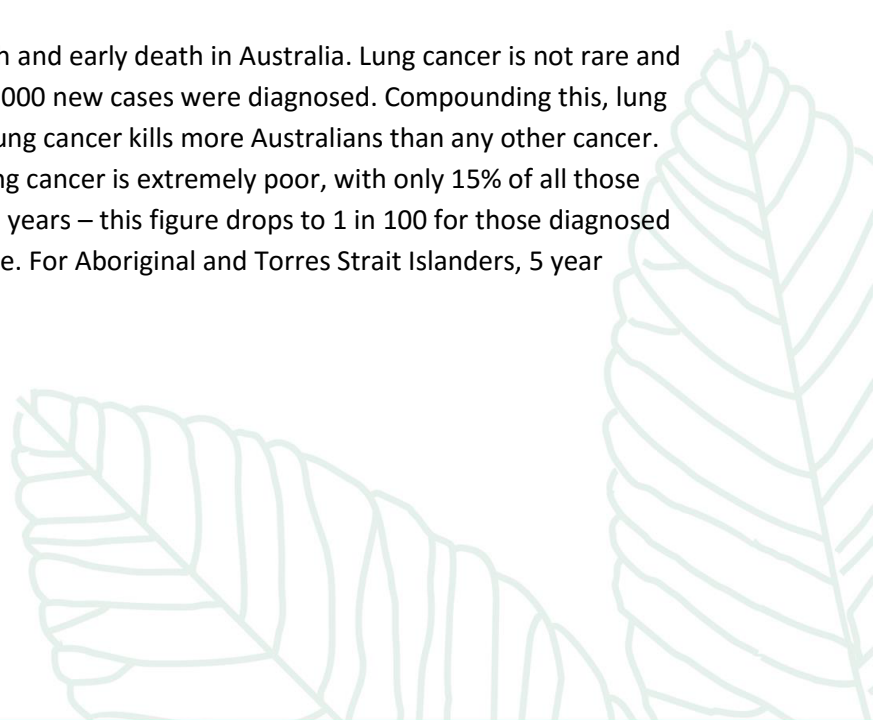 and early death in Australia. Lung cancer is not rare and
000 new cases were diagnosed. Compounding this, lung
ung cancer kills more Australians than any other cancer.
ng cancer is extremely poor, with only 15% of all those
years – this figure drops to 1 in 100 for those diagnosed
e. For Aboriginal and Torres Strait Islanders, 5 year